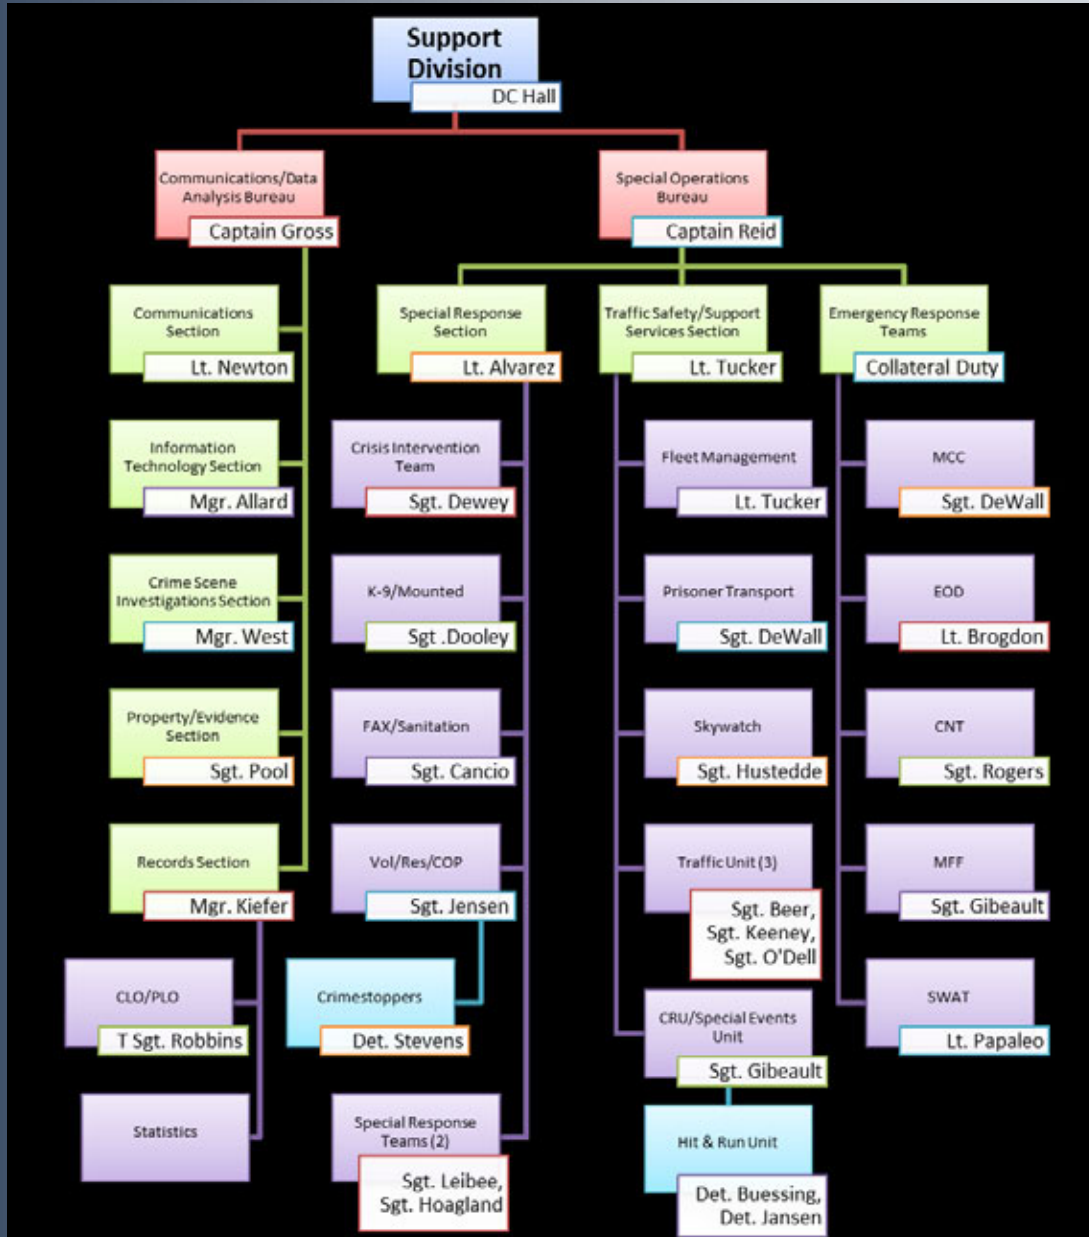 Support
Division
DC Hall
Communications/Data
Analysis Bureau
Captain Gross
Special Operations
Bureau
Captain Reid
Communications
Section
Lt. Newton
Information
Technology Section
Mgr. Allard
Crime Scene
Investigations Section
Mgr. West
Property/Evidence
Section
Sgt. Pool
Records Section
Mgr. Kiefer
CLO/PLO
T Sgt. Robbins
Statistics
Special Response
Section
Lt. Alvarez
Crisis Intervention
Team
Sgt. Dewey
K-9/Mounted
Sgt .Dooley
FAX/Sanitation
Sgt. Cancio
Vol/Res/COP
Sgt. Jensen
Crimestoppers
Det. Stevens
Special Response
Teams (2)
Sgt. Leibee,
Sgt. Hoagland
Traffic Safety/Support
Services Section
Lt. Tucker
Fleet Management
Lt. Tucker
Prisoner Transport
Sgt. DeWall
Skywatch
Sgt. Hustedde
Traffic Unit (3)
Sgt. Beer,
Sgt. Keeney,
Sgt. O'Dell
CRU/Special Events
Unit
Sgt. Gibeault
Hit & Run Unit
Det. Buessing,
Det. Jansen
Emergency Response
Teams
Collateral Duty
MCC
Sgt. DeWall
EOD
Lt. Brogdon
CNT
Sgt. Rogers
MFF
Sgt. Gibeault
SWAT
Lt. Papaleo